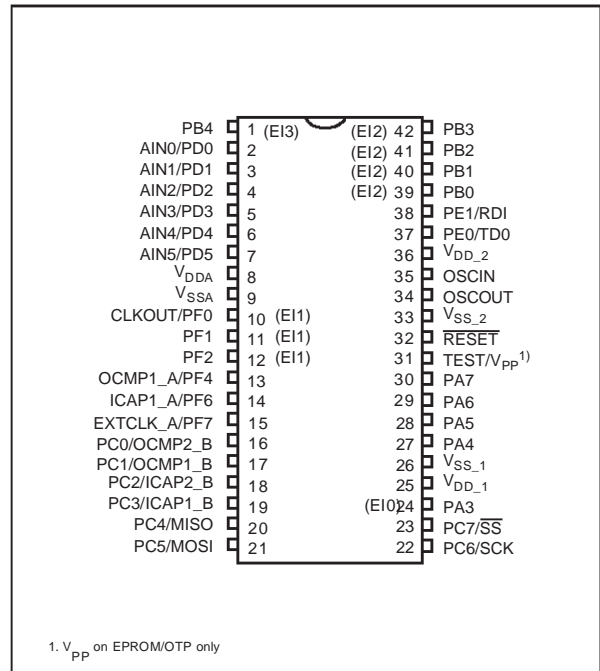 PB4 1 (EI3) (EI2) 42 PB3
AIN0/PD0 2 (EI2) 41 PB2
AIN1/PD1 3 (EI2) 40 PB1
AIN2/PD2 4 (EI2) 39 PB0
AIN3/PD3 5 38 PE1/RDI
AIN4/PD4 6 37 PE0/TD0
AIN5/PD5 7 36 VDD_2
VDDA 8 35 OSCIN
VSSA 9 34 OSCOUT
CLKOUT/PF0 10 (EI1) 33 VSS_2
PF1 11 (EI1) 32 RESET
PF2 12 (EI1) 31 TEST/VPP1)
OCMP1_A/PF4 13 30 PA7
ICAP1_A/PF6 14 29 PA6
EXTCLK_A/PF7 15 28 PA5
PC0/OCMP2_B 16 27 PA4
PC1/OCMP1_B 17 26 VSS_1
PC2/ICAP2_B 18 25 VDD_1
PC3/ICAP1_B 19 (EI0)24 PA3
PC4/MISO 20 23 PC7/SS
PC5/MOSI 21 22 PC6/SCK
1. VPP on EPROM/OTP only